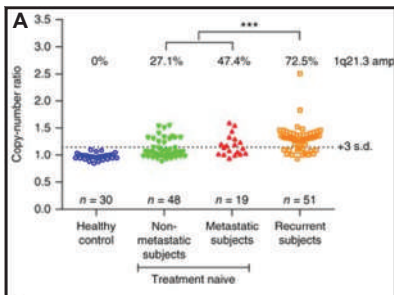 A
***
3.5
3.0
2.5
2.0
1.5
1.0
0.5
0.0
Copy-number ratio
0% 27.1% 47.4% 72.5% 1q21.3 amp
+3 s.d.
n = 30 n = 48 n = 19 n = 51
Healthy control
Non-metastatic subjects
Metastatic subjects
Recurrent subjects
Treatment naive